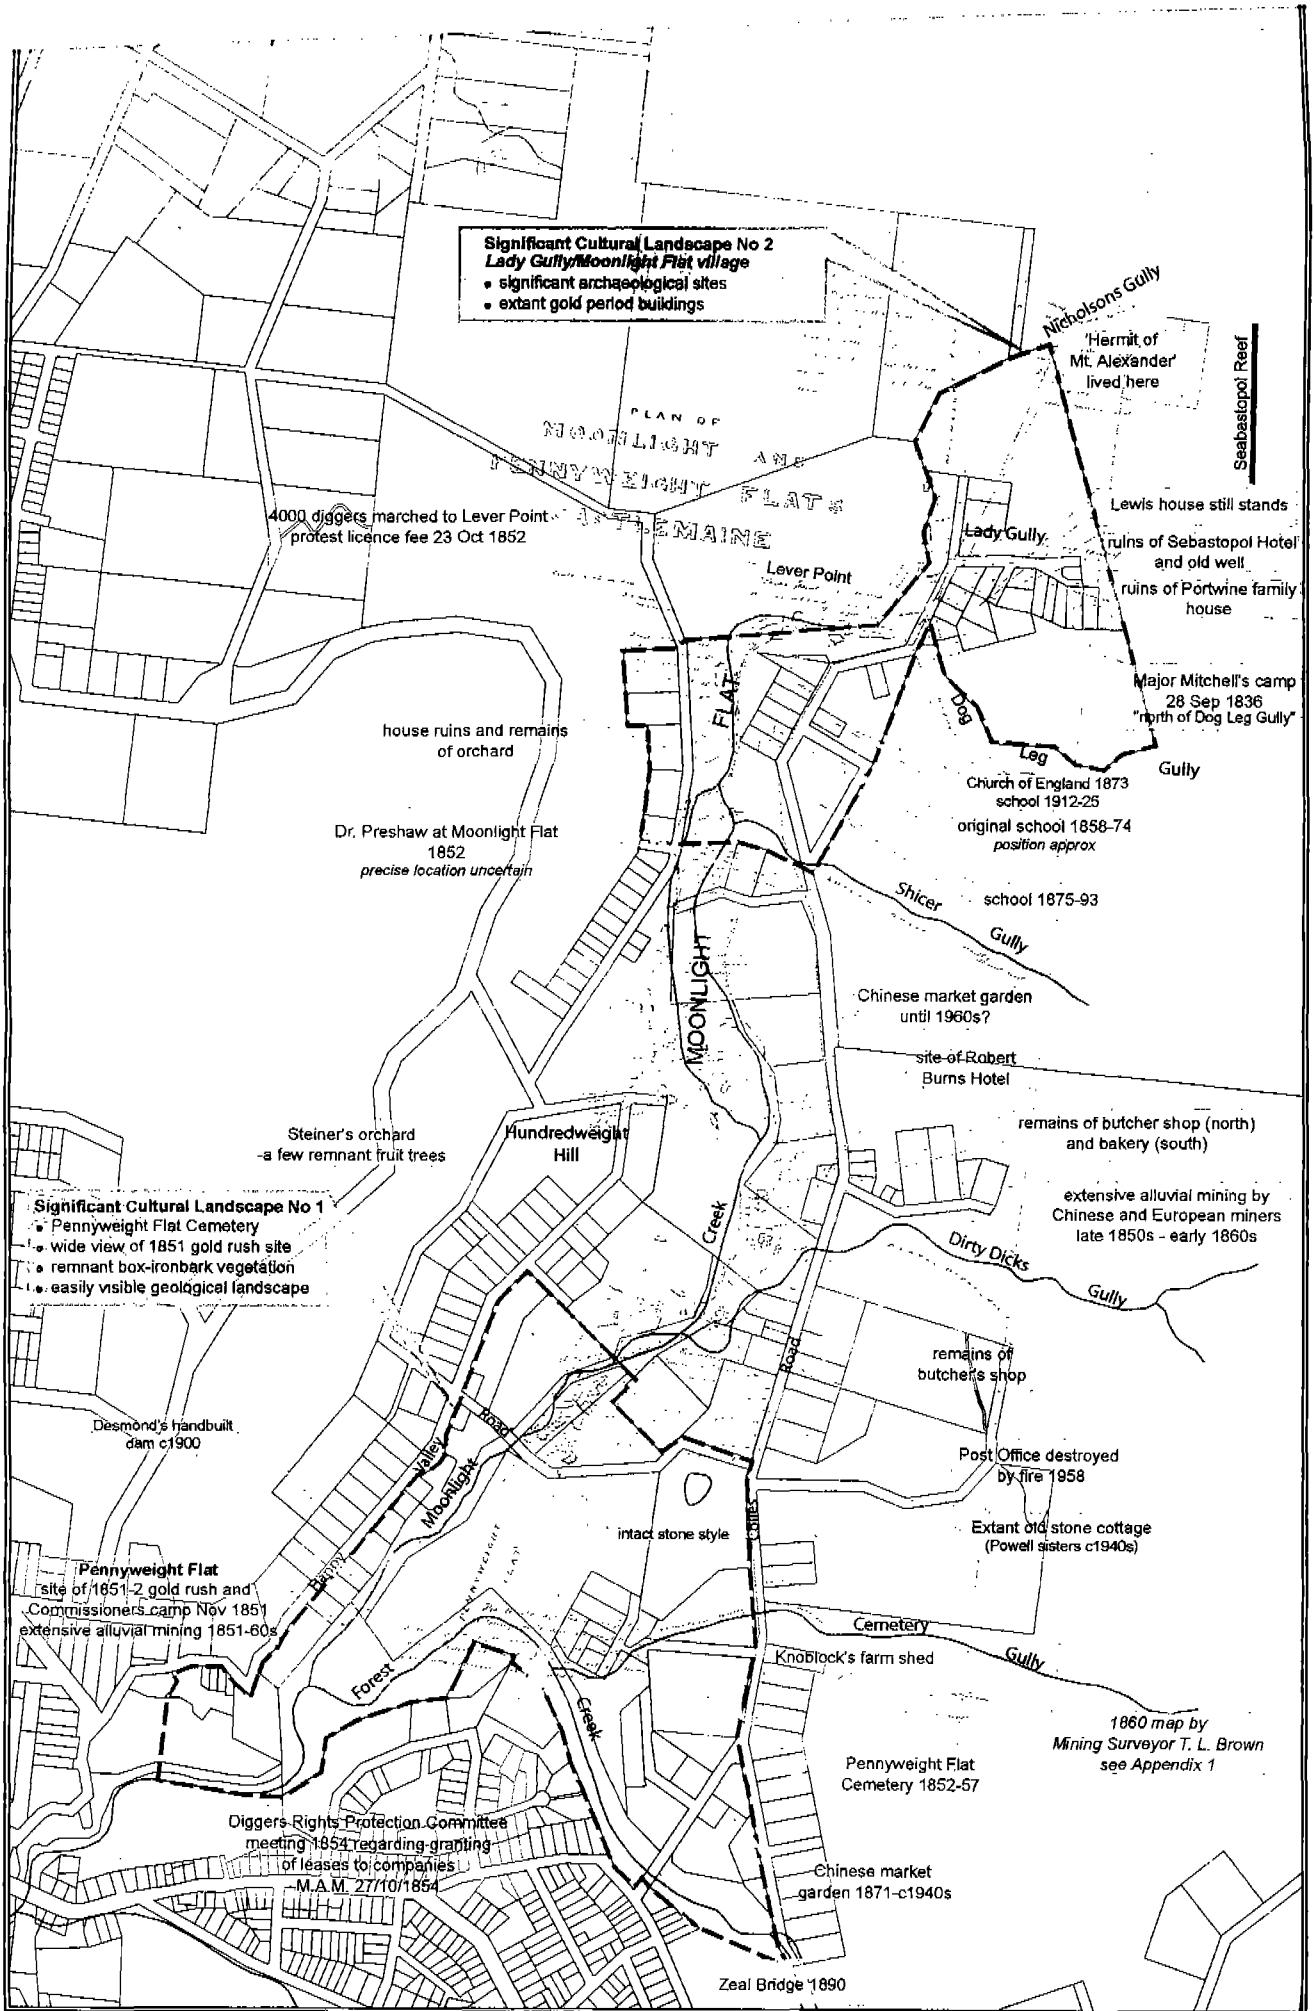 Significant Cultural Landscape No 2
Lady Gully/Moonlight Flat village
• significant archaeological sites
• extant gold period buildings
Nicholsons Gully
'Hermit of
Mt. Alexander'
lived here
Seabastopol Reef
PLAN OF
MOONLIGHT AND
PENNYWEIGHT FLATS
CASTLEMAINE
4000 diggers marched to Lever Point
protest licence fee 23 Oct 1852
Lewis house still stands
Lady Gully
ruins of Sebastopol Hotel
and old well
Lever Point
ruins of Portwine family
house
Major Mitchell's camp
28 Sep 1836
"north of Dog Leg Gully"
FLAT
Dog
Leg
Gully
house ruins and remains
of orchard
Church of England 1873
school 1912-25
original school 1858-74
position approx
Dr. Preshaw at Moonlight Flat
1852
precise location uncertain
Shicer
Gully
school 1875-93
MOONLIGHT
Chinese market garden
until 1960s?
site of Robert
Burns Hotel
remains of butcher shop (north)
and bakery (south)
Steiner's orchard
-a few remnant fruit trees
Hundredweight
Hill
Significant Cultural Landscape No 1
• Pennyweight Flat Cemetery
• wide view of 1851 gold rush site
• remnant box-ironbark vegetation
• easily visible geological landscape
extensive alluvial mining by
Chinese and European miners
late 1850s - early 1860s
Creek
Dirty Dicks
Gully
Road
remains of
butcher's shop
Desmond's handbuilt
dam c1900
Road
Valley
Moonlight
Post Office destroyed
by fire 1958
intact stone style
Colles
Extant old stone cottage
(Powell sisters c1940s)
PENNYWEIGHT
FLAT
Happy
Pennyweight Flat
site of 1851-2 gold rush and
Commissioners camp Nov 1851
extensive alluvial mining 1851-60s
Cemetery
Gully
Knoblock's farm shed
Forest
Creek
1860 map by
Mining Surveyor T. L. Brown
see Appendix 1
Pennyweight Flat
Cemetery 1852-57
Diggers Rights Protection Committee
meeting 1854 regarding granting
of leases to companies
M.A.M. 27/10/1854
Chinese market
garden 1871-c1940s
Zeal Bridge 1890